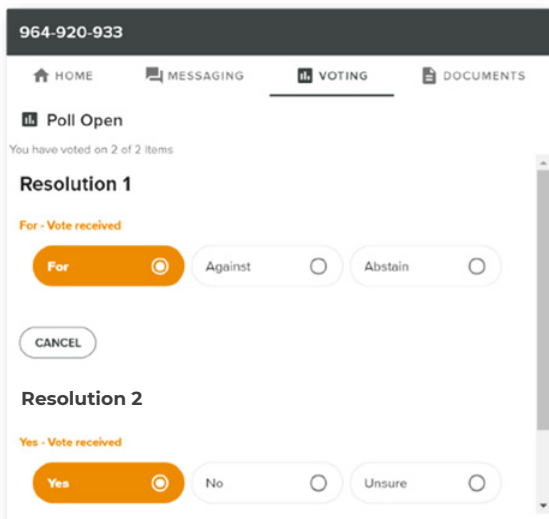 964-920-933
HOME MESSAGING VOTING DOCUMENTS
Poll Open
You have voted on 2 of 2 items
Resolution 1
For - Vote received
For Against Abstain
CANCEL
Resolution 2
Yes - Vote received
Yes No Unsure